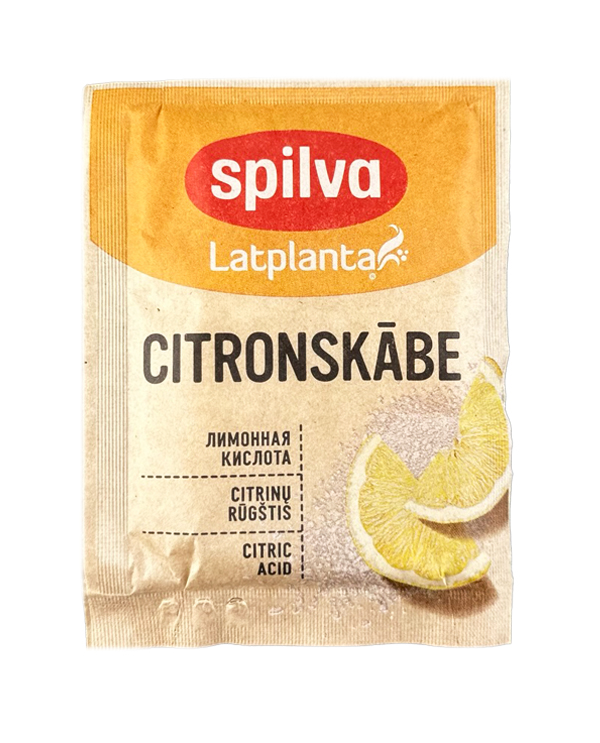 spilva
Latplanta
CITRONSKĀBE
ЛИМОННАЯ
КИСЛОТА
CITRINŲ
RŪGŠTIS
CITRIC
ACID